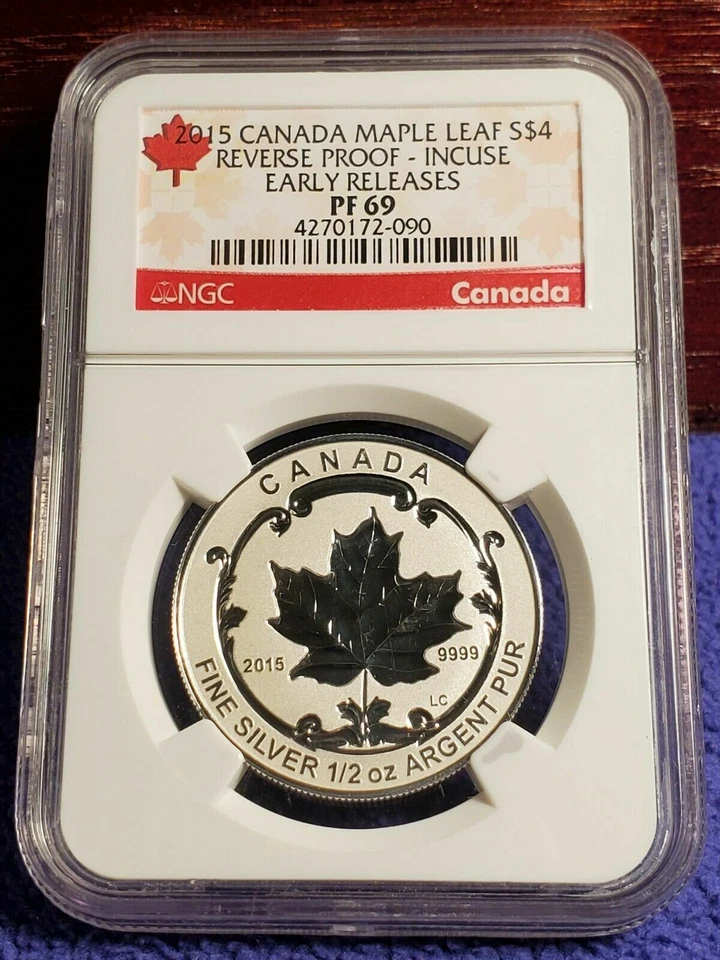 2015 CANADA MAPLE LEAF S$4
REVERSE PROOF - INCUSE
EARLY RELEASES
PF 69
4270172-090
NGC
Canada
CANADA
2015
9999
LC
FINE SILVER 1/2 oz ARGENT PUR